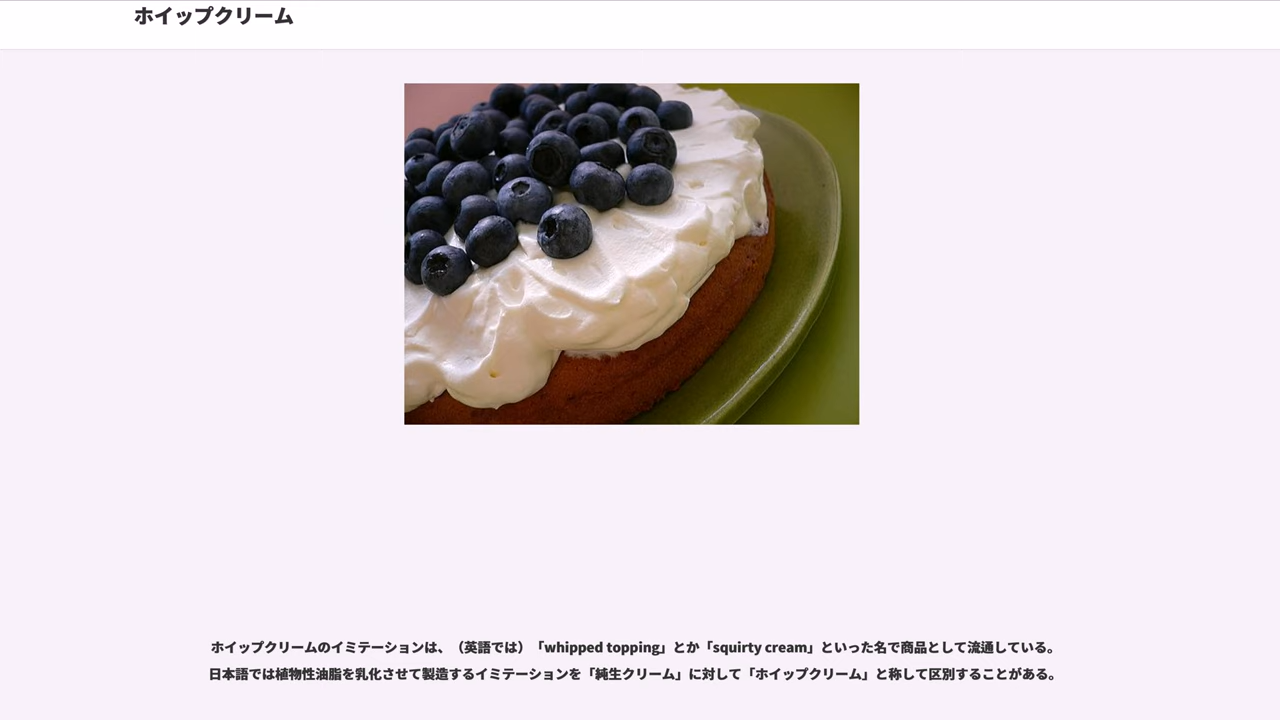 ホイップクリーム
ホイップクリームのイミテーションは、（英語では）「whipped topping」とか「squirty cream」といった名で商品として流通している。
日本語では植物性油脂を乳化させて製造するイミテーションを「純生クリーム」に対して「ホイップクリーム」と称して区別することがある。